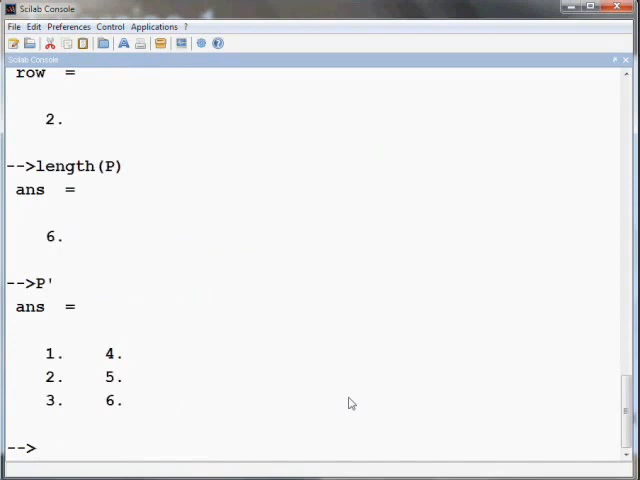 Scilab Console
File Edit Preferences Control Applications ?
Scilab Console
row =
2.
-->length(P)
ans =
6.
-->P'
ans =
1. 4.
2. 5.
3. 6.
-->